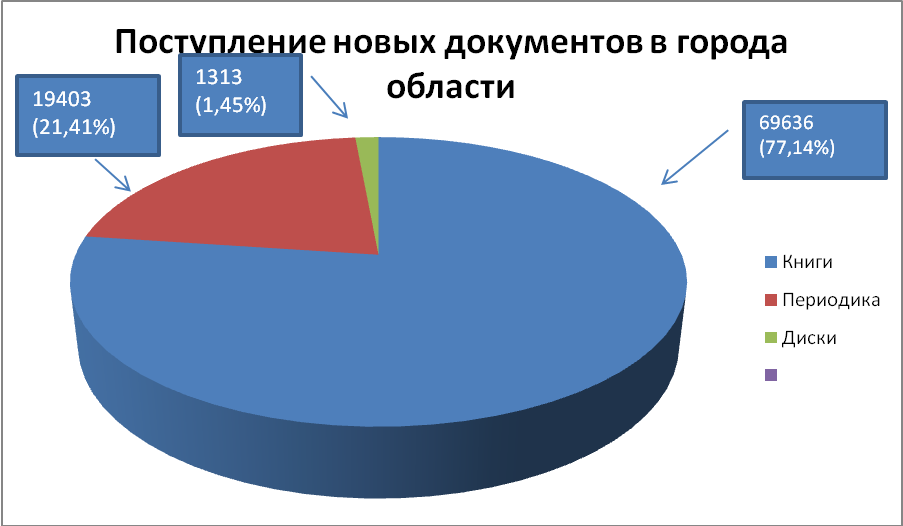 Поступление новых документов в города
области
19403
(21,41%)
1313
(1,45%)
69636
(77,14%)
Книги
Периодика
Диски